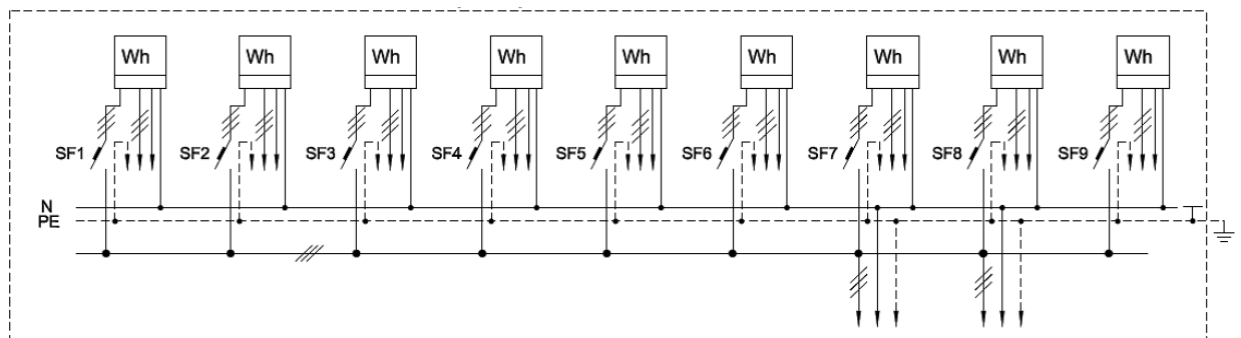 Wh Wh Wh Wh Wh Wh Wh Wh Wh
SF1 SF2 SF3 SF4 SF5 SF6 SF7 SF8 SF9
N
PE